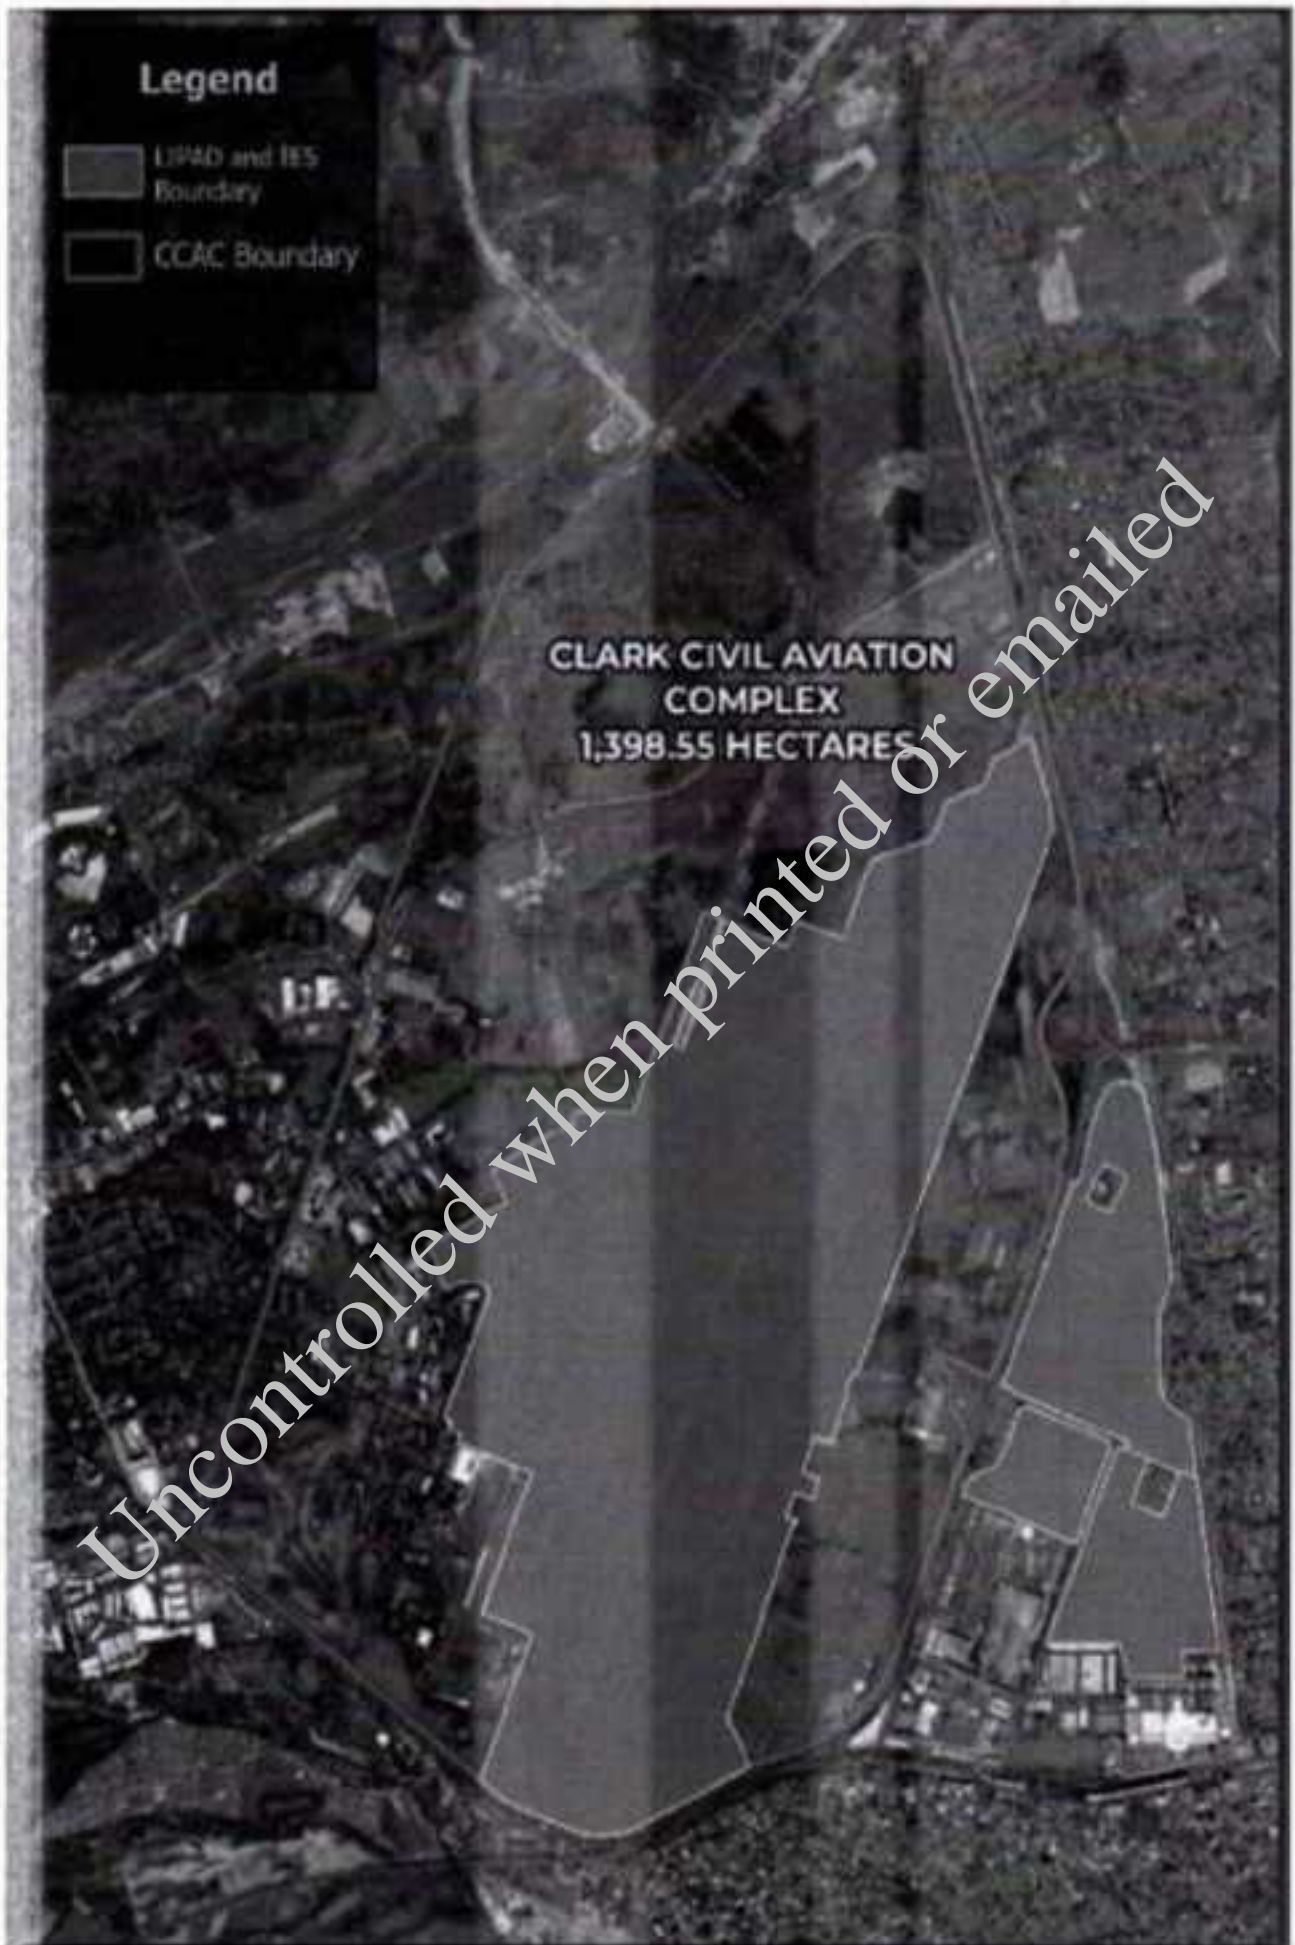 Legend
LIPAD and IES
Boundary
CCAC Boundary
CLARK CIVIL AVIATION
COMPLEX
1,398.55 HECTARES
Uncontrolled when printed or emailed